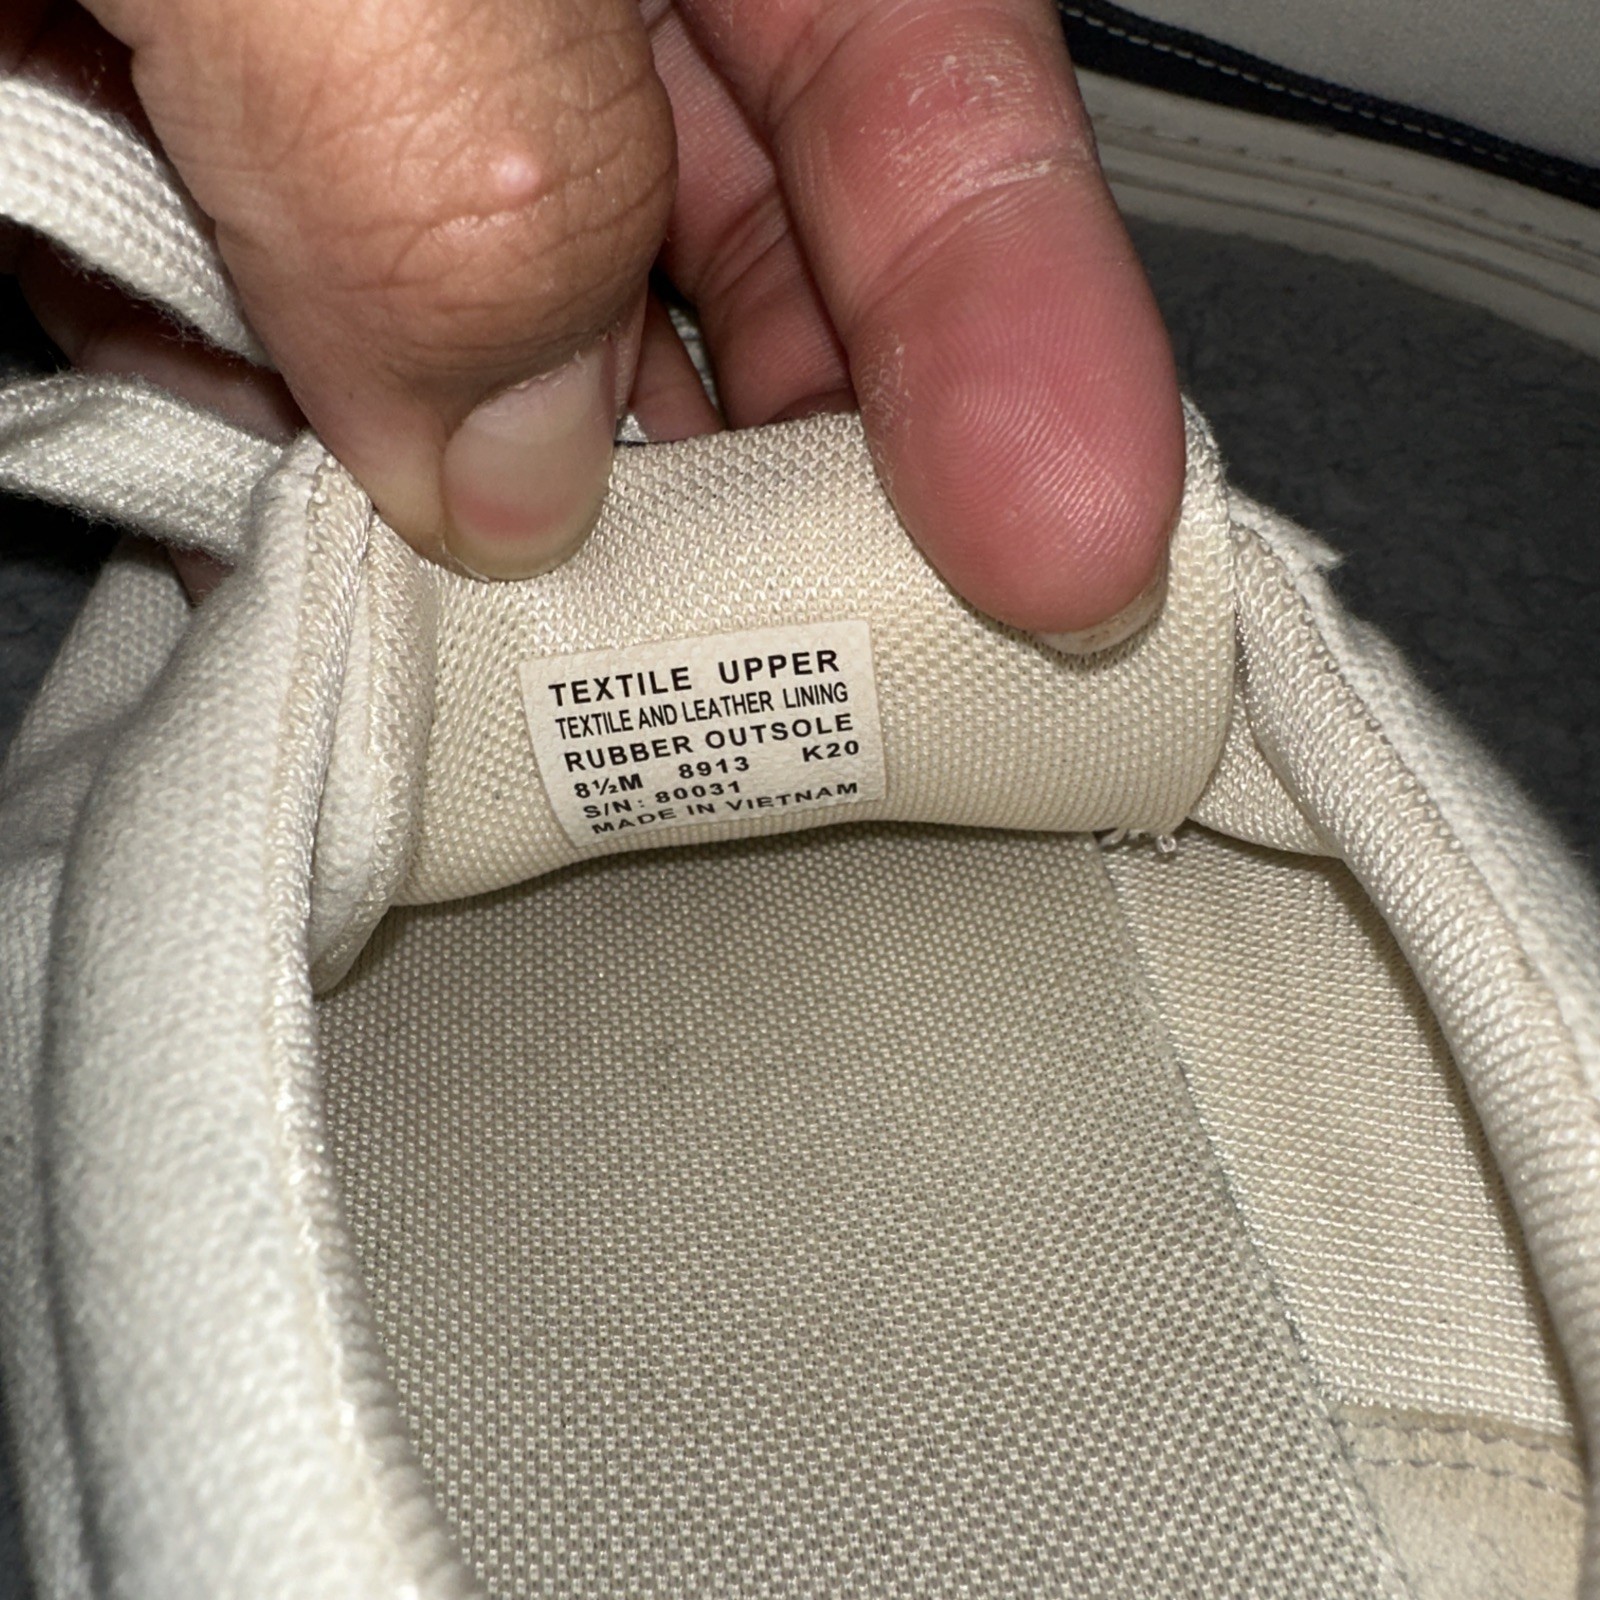 TEXTILE UPPER
TEXTILE AND LEATHER LINING
RUBBER OUTSOLE
8½M 8913 K20
S/N: 80031
MADE IN VIETNAM